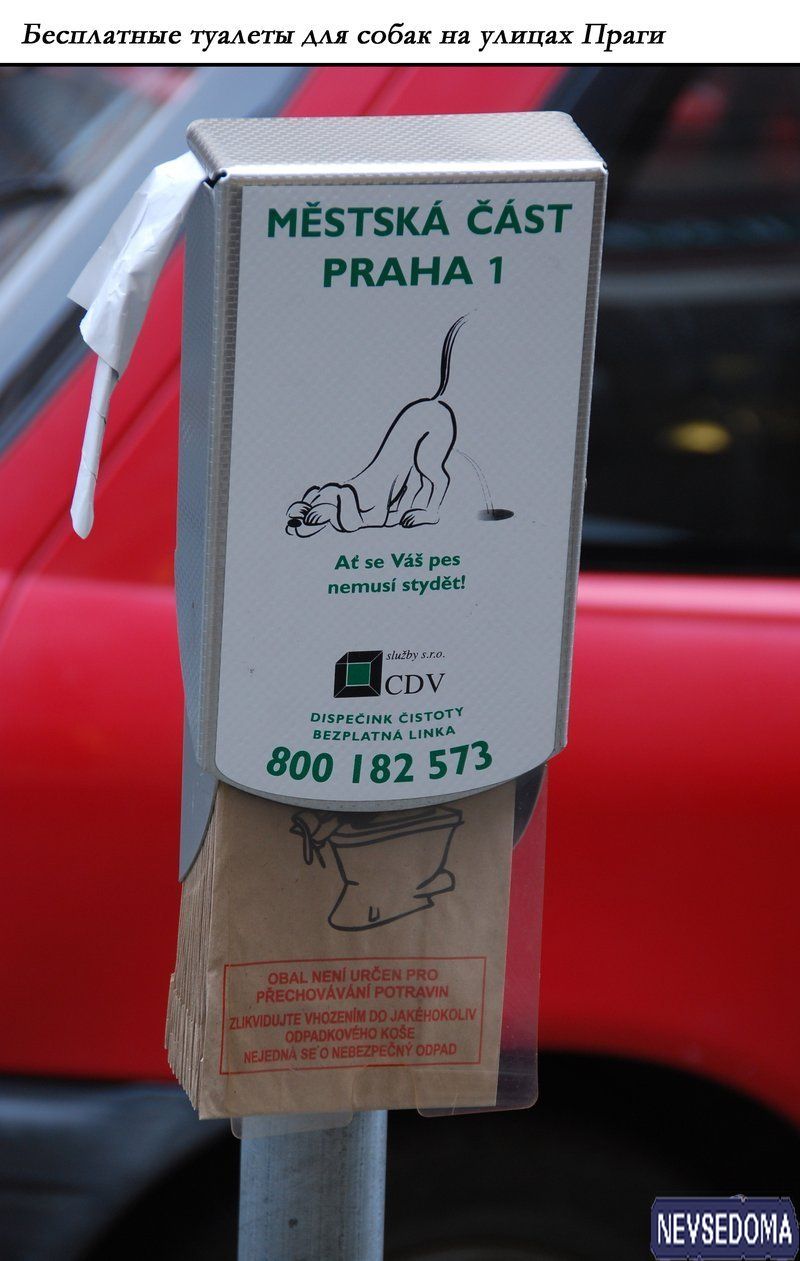 Бесплатные туалеты для собак на улицах Праги
MĚSTSKÁ ČÁST
PRAHA 1
Ať se Váš pes
nemusí stydět!
služby s.r.o.
CDV
DISPEČINK ČISTOTY
BEZPLATNÁ LINKA
800 182 573
OBAL NENÍ URČEN PRO
PŘECHOVÁVÁNÍ POTRAVIN
ZLIKVIDUJTE VHOZENÍM DO JAKÉHOKOLIV
ODPADKOVÉHO KOŠE
NEJEDNÁ SE O NEBEZPEČNÝ ODPAD
NEVSEDOMA